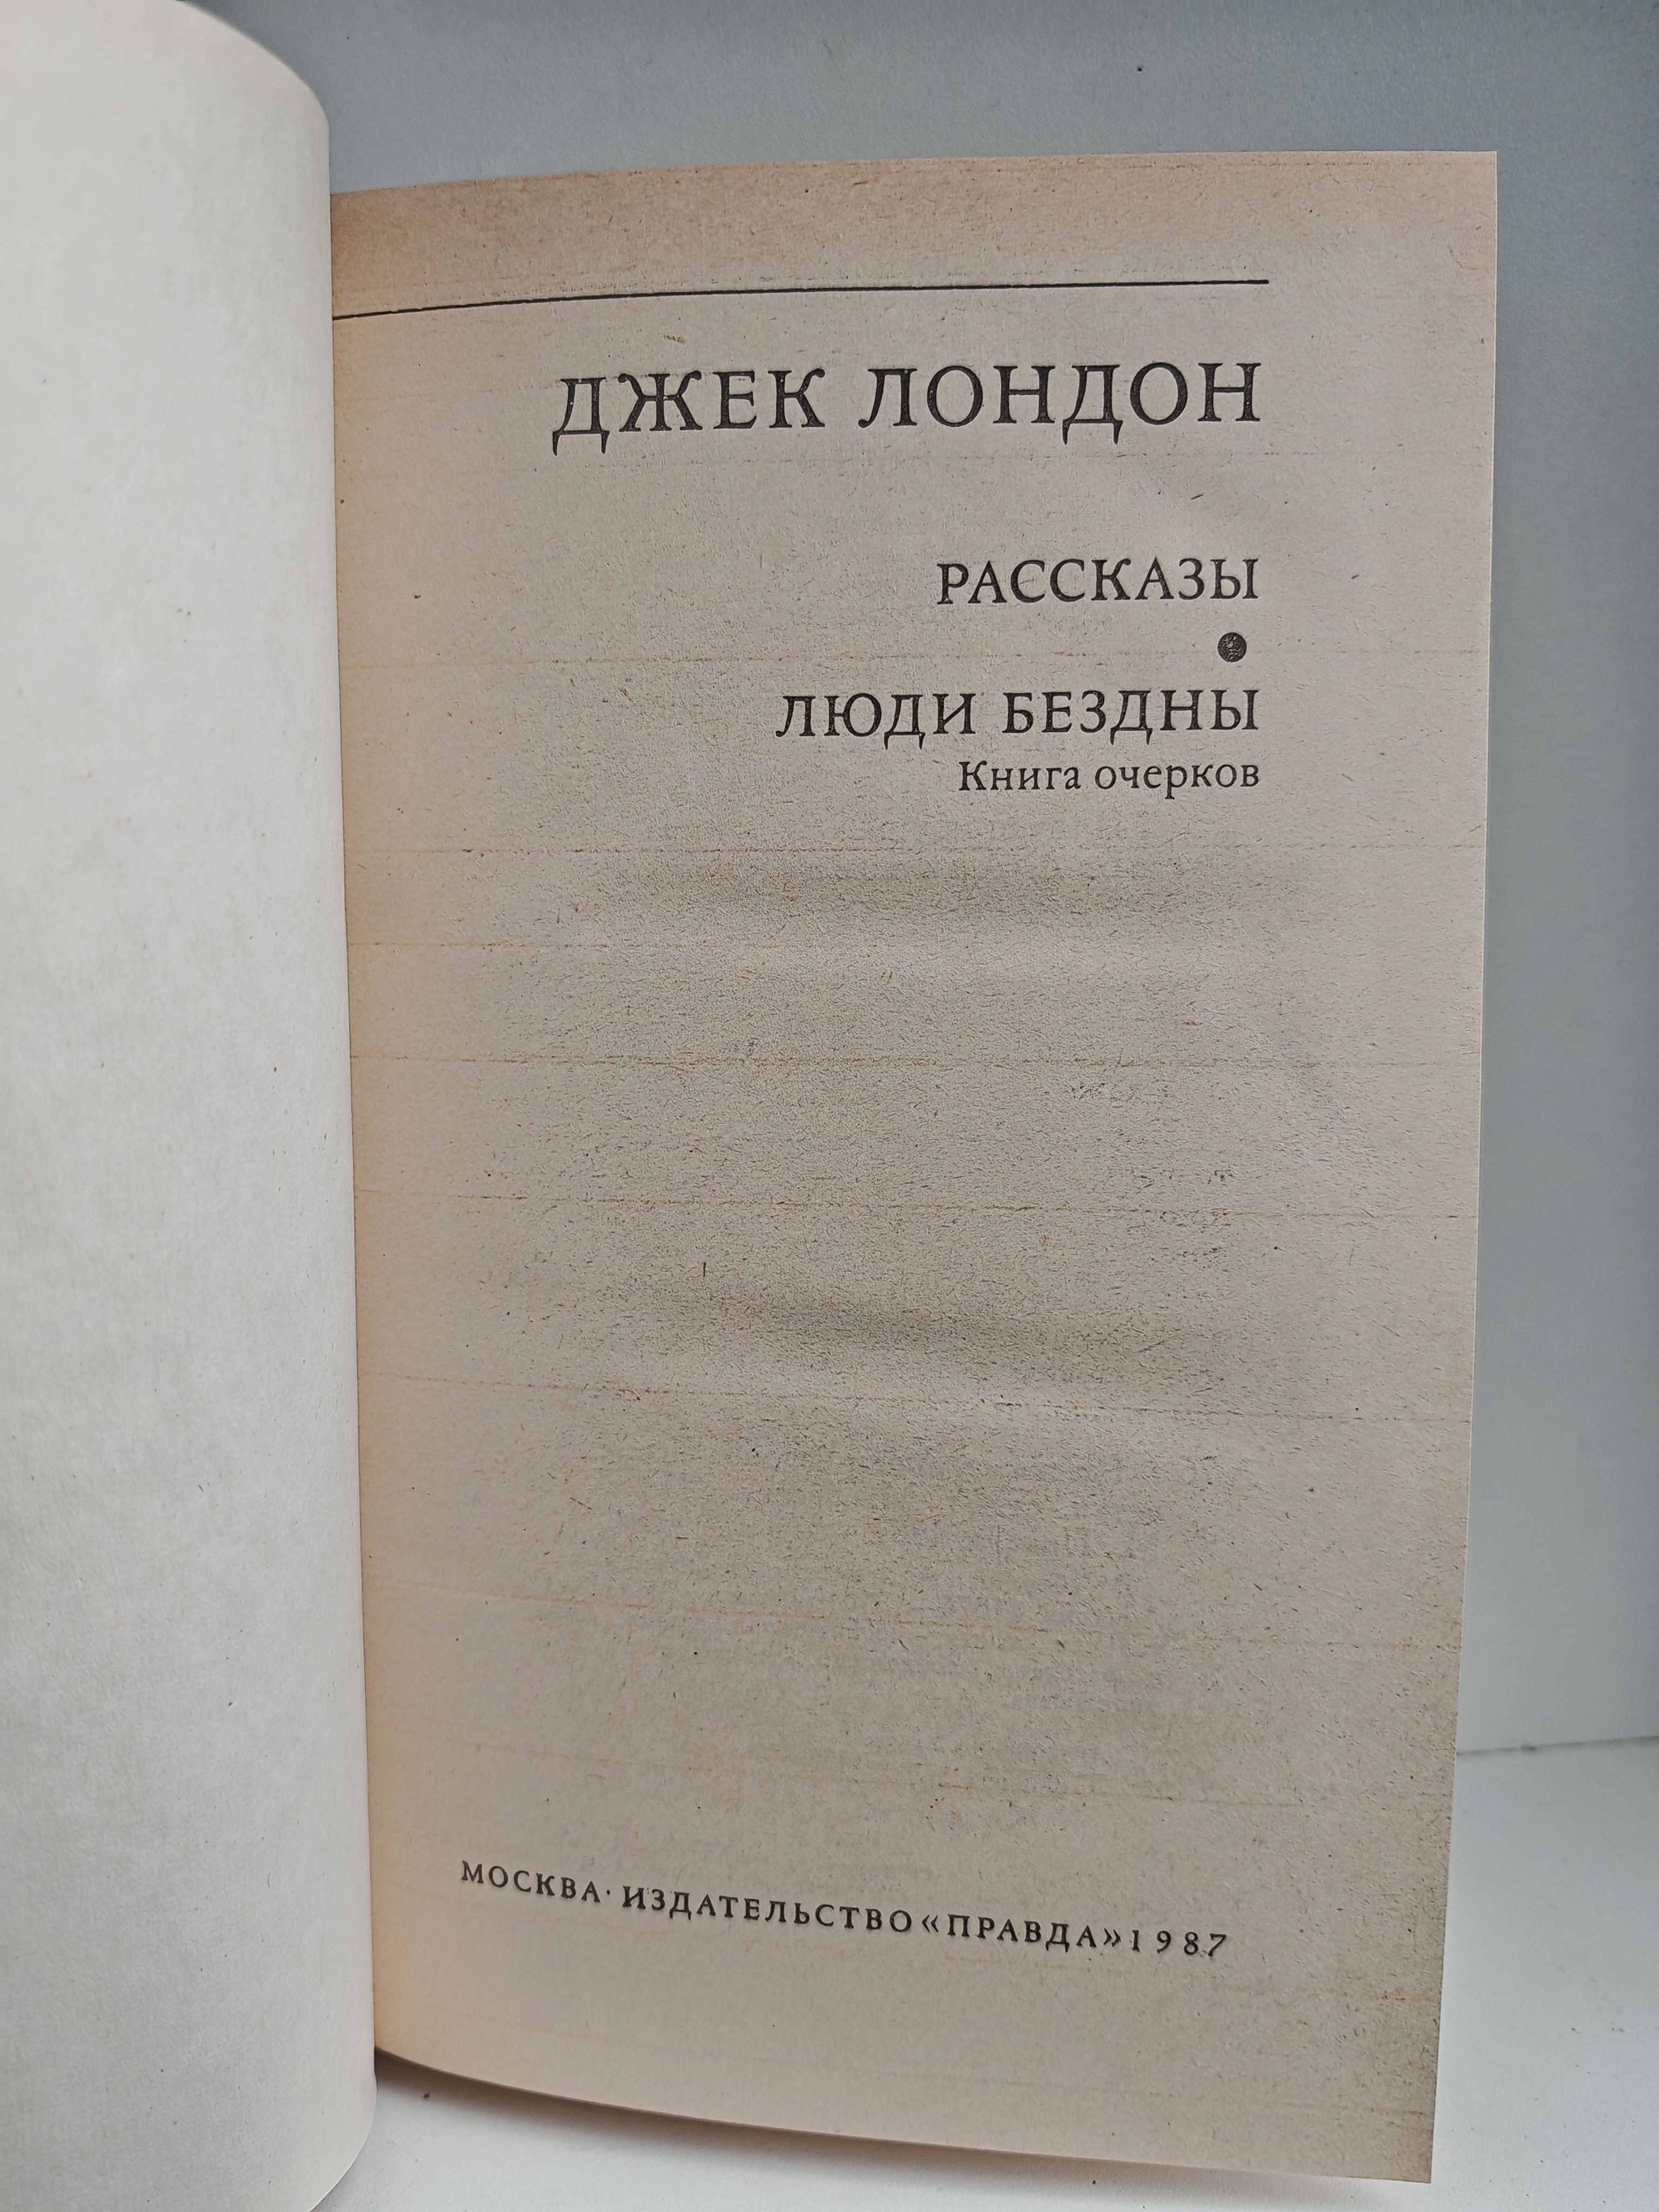 ДЖЕК ЛОНДОН
РАССКАЗЫ
●
ЛЮДИ БЕЗДНЫ
Книга очерков
МОСКВА·ИЗДАТЕЛЬСТВО «ПРАВДА» 1987